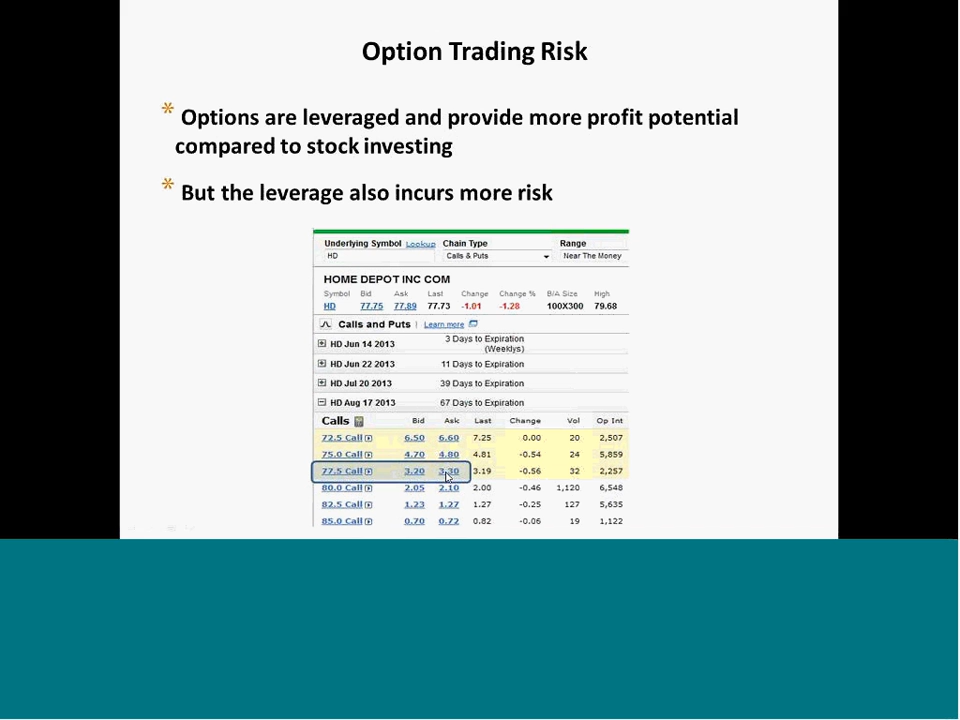 Option Trading Risk
* Options are leveraged and provide more profit potential
compared to stock investing
* But the leverage also incurs more risk
Underlying Symbol Lookup Chain Type Range
HD Calls & Puts Near The Money
HOME DEPOT INC COM
Symbol Bid Ask Last Change Change % B/A Size High
HD 77.75 77.89 77.73 -1.01 -1.28 100X300 79.68
Calls and Puts | Learn more
HD Jun 14 2013 3 Days to Expiration
(Weeklys)
HD Jun 22 2013 11 Days to Expiration
HD Jul 20 2013 39 Days to Expiration
HD Aug 17 2013 67 Days to Expiration
Calls Bid Ask Last Change Vol Op Int
72.5 Call 6.50 6.60 7.25 0.00 20 2,507
75.0 Call 4.70 4.80 4.81 -0.54 24 5,859
77.5 Call 3.20 3.30 3.19 -0.56 32 2,257
80.0 Call 2.05 2.10 2.00 -0.46 1,120 6,548
82.5 Call 1.23 1.27 1.27 -0.25 127 5,635
85.0 Call 0.70 0.72 0.82 -0.06 19 1,122